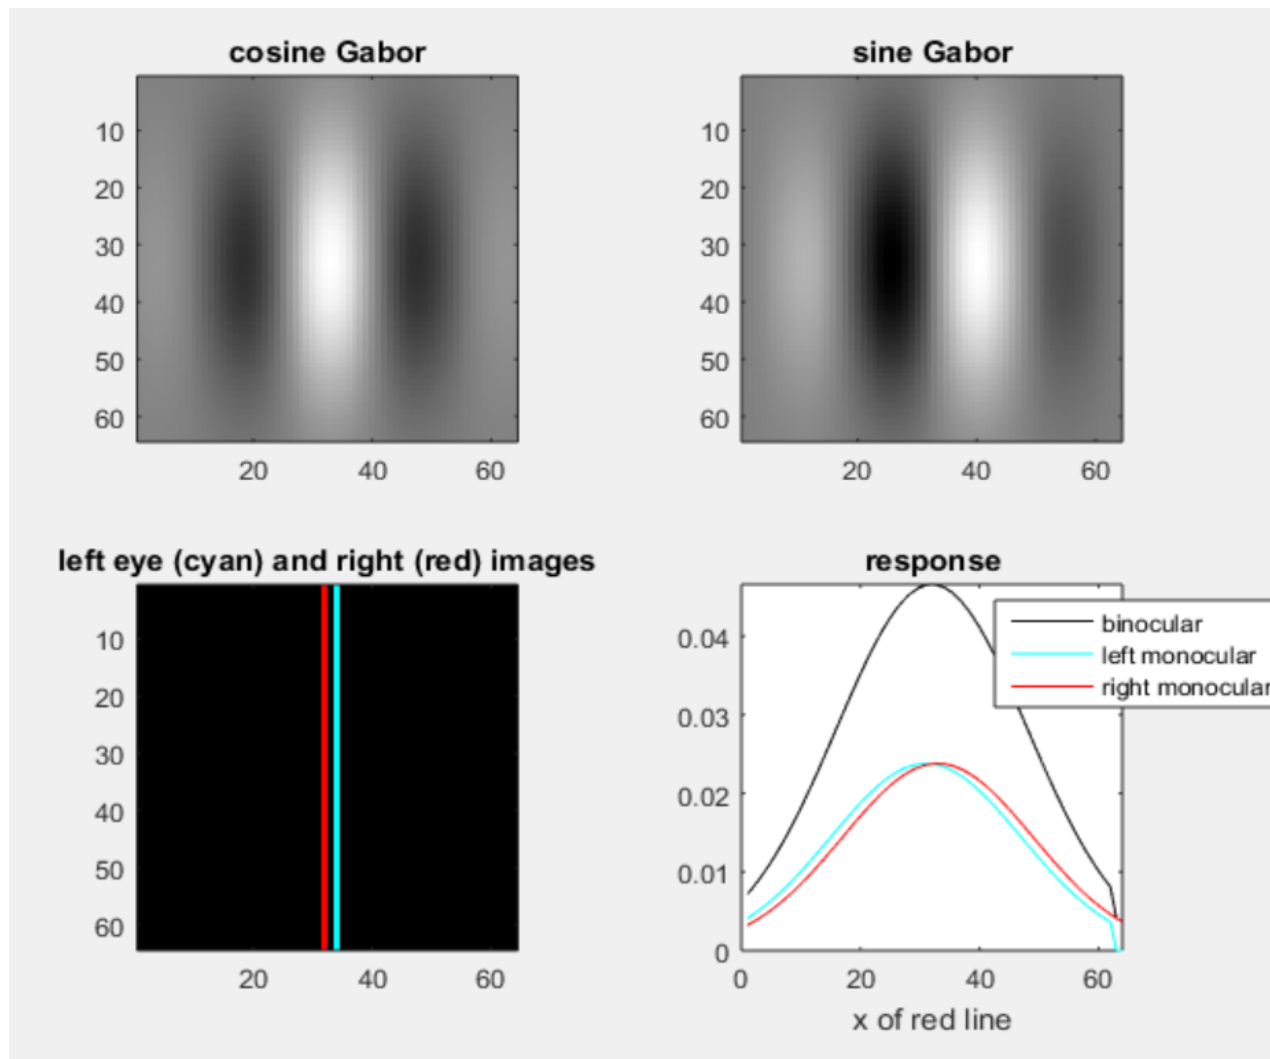 cosine Gabor
10
20
30
40
50
60
20 40 60
sine Gabor
10
20
30
40
50
60
20 40 60
left eye (cyan) and right (red) images
10
20
30
40
50
60
20 40 60
response
0.04
0.03
0.02
0.01
0
0 20 40 60
x of red line
binocular
left monocular
right monocular